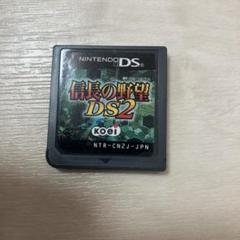 NINTENDO DS
信長の野望
DS2
KOEI
NTR-CN2J-JPN